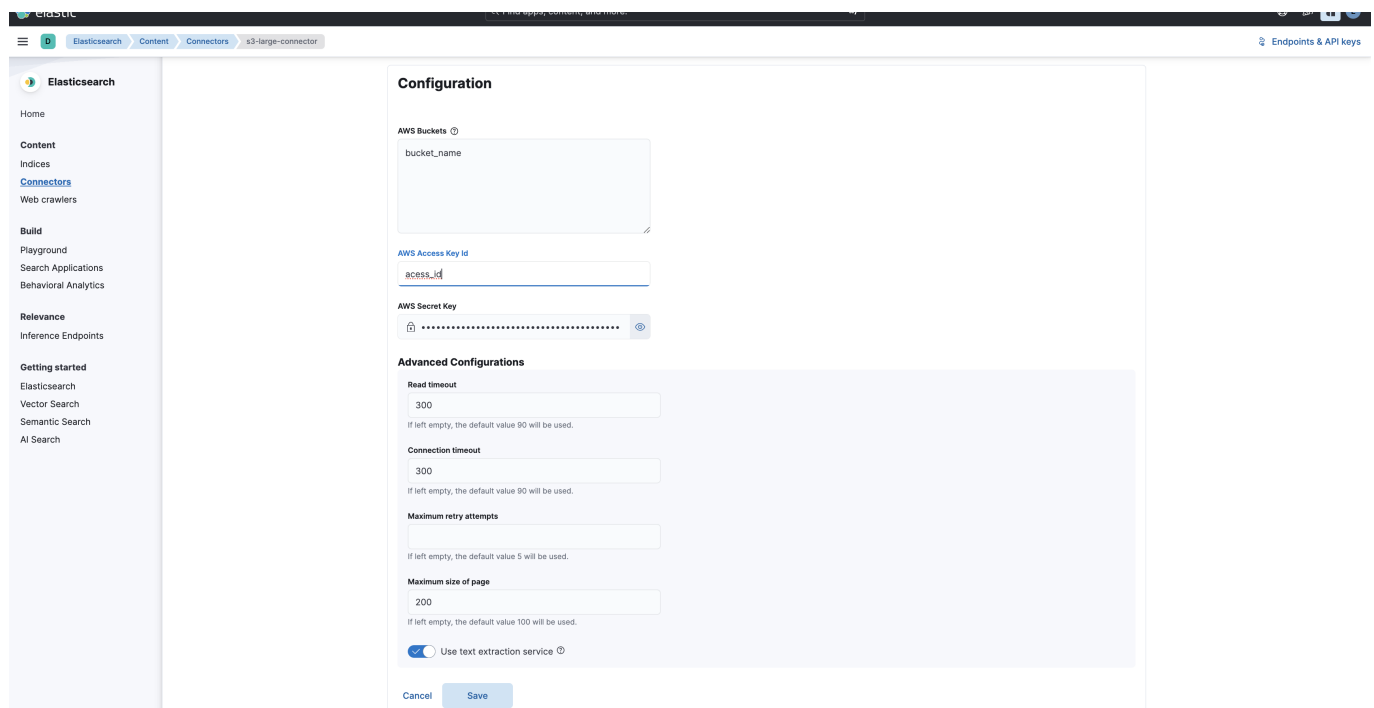 elastic
Find apps, content, and more.
D
Elasticsearch
Content
Connectors
s3-large-connector
Endpoints & API keys
Elasticsearch
Home
Content
Indices
Connectors
Web crawlers
Build
Playground
Search Applications
Behavioral Analytics
Relevance
Inference Endpoints
Getting started
Elasticsearch
Vector Search
Semantic Search
AI Search
Configuration
AWS Buckets
bucket_name
AWS Access Key Id
acess_id
AWS Secret Key
••••••••••••••••••••••••••••••••••••••••
Advanced Configurations
Read timeout
300
If left empty, the default value 90 will be used.
Connection timeout
300
If left empty, the default value 90 will be used.
Maximum retry attempts
If left empty, the default value 5 will be used.
Maximum size of page
200
If left empty, the default value 100 will be used.
Use text extraction service
Cancel
Save